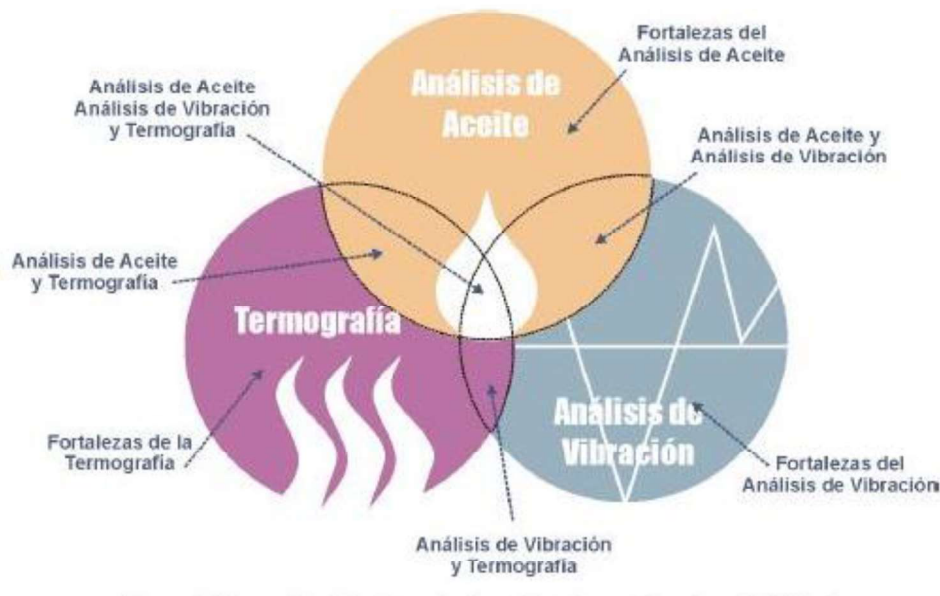 Fortalezas del
Análisis de Aceite
Análisis de
Aceite
Análisis de Aceite
Análisis de Vibración
y Termografía
Análisis de Aceite y
Análisis de Vibración
Análisis de Aceite
y Termografía
Termografía
Análisis de
Vibración
Fortalezas de la
Termografía
Fortalezas del
Análisis de Vibración
Análisis de Vibración
y Termografía